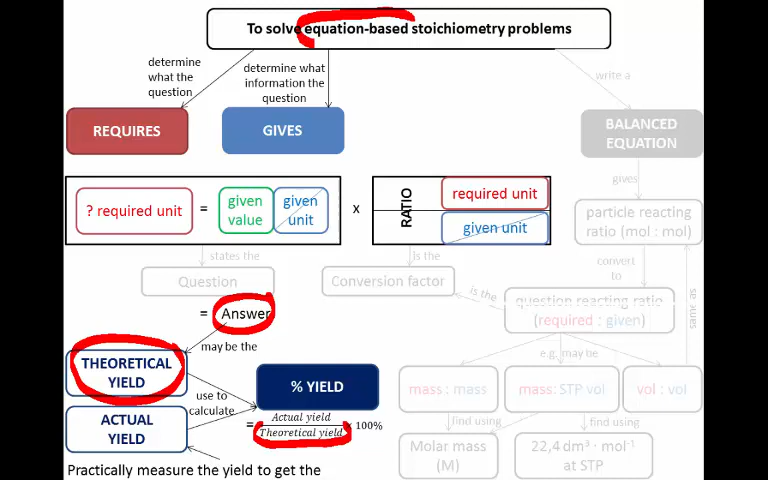 To solve equation-based stoichiometry problems
determine
what the
question
determine what
information the
question
write a
REQUIRES
GIVES
BALANCED
EQUATION
gives
? required unit
=
given
value
given
unit
x
RATIO
required unit
given unit
particle reacting
ratio (mol : mol)
states the
Is the
convert
to
Question
Conversion factor
is the
question reacting ratio
(required : given)
same as
= Answer
may be the
e.g. may be
THEORETICAL
YIELD
use to
calculate
% YIELD
mass : mass
mass: STP vol
vol : vol
ACTUAL
YIELD
= Actual yield
Theoretical yield
× 100%
find using
find using
Molar mass
(M)
22,4 dm³ · mol⁻¹
at STP
Practically measure the yield to get the